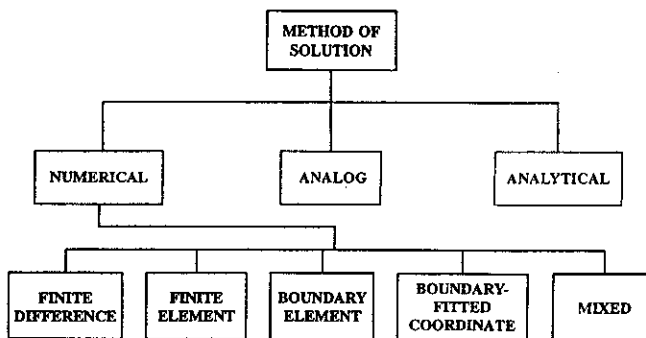 METHOD OF
SOLUTION
NUMERICAL
ANALOG
ANALYTICAL
FINITE
DIFFERENCE
FINITE
ELEMENT
BOUNDARY
ELEMENT
BOUNDARY-
FITTED
COORDINATE
MIXED